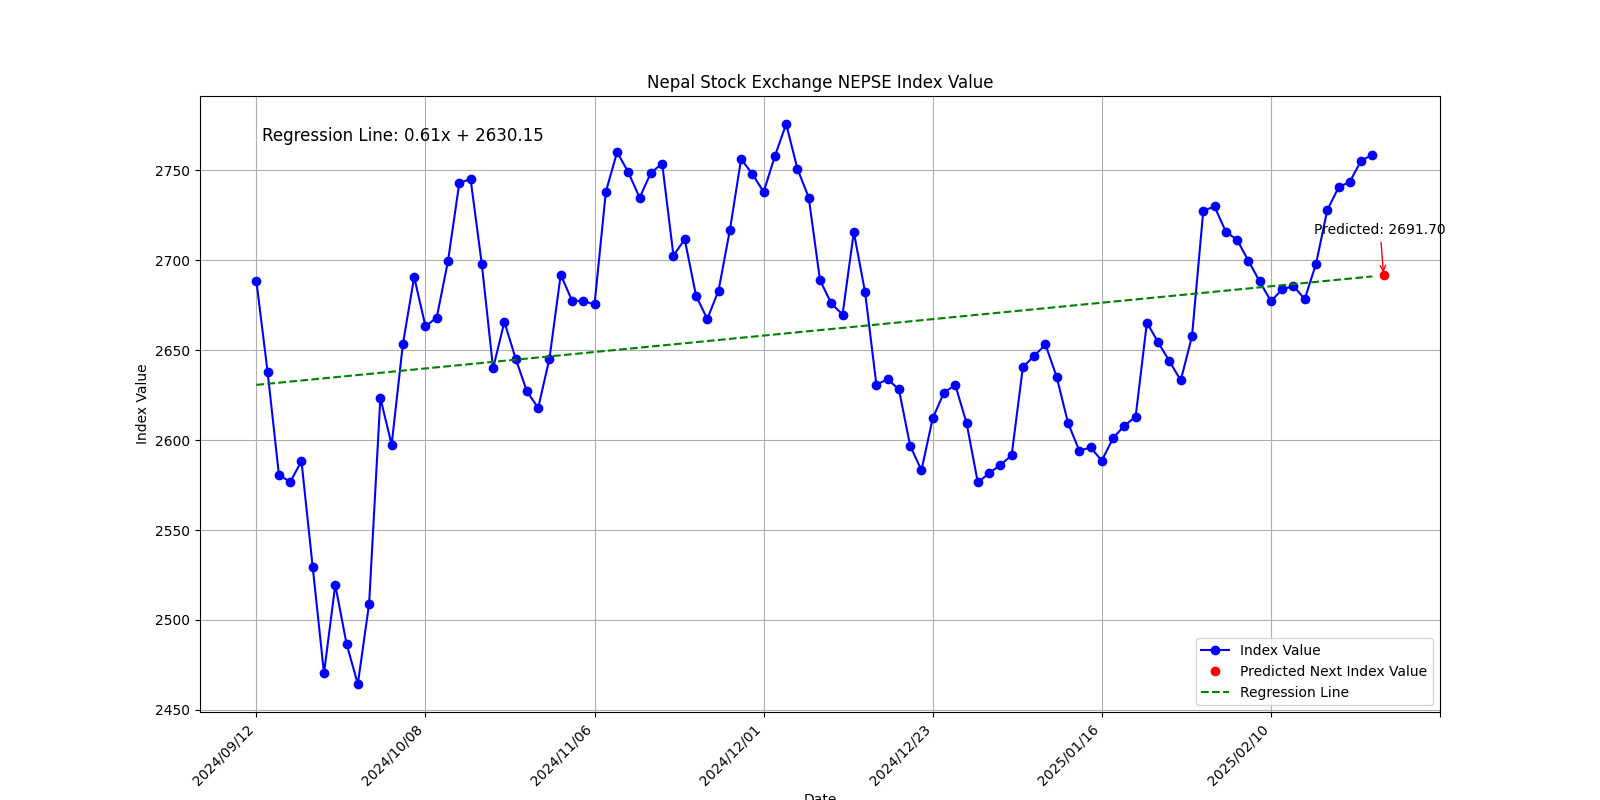 Nepal Stock Exchange NEPSE Index Value
Regression Line: 0.61x + 2630.15
Predicted: 2691.70
Index Value
2750
2700
2650
2600
2550
2500
2450
Index Value
Predicted Next Index Value
Regression Line
2024/09/12
2024/10/08
2024/11/06
2024/12/01
2024/12/23
2025/01/16
2025/02/10
Date